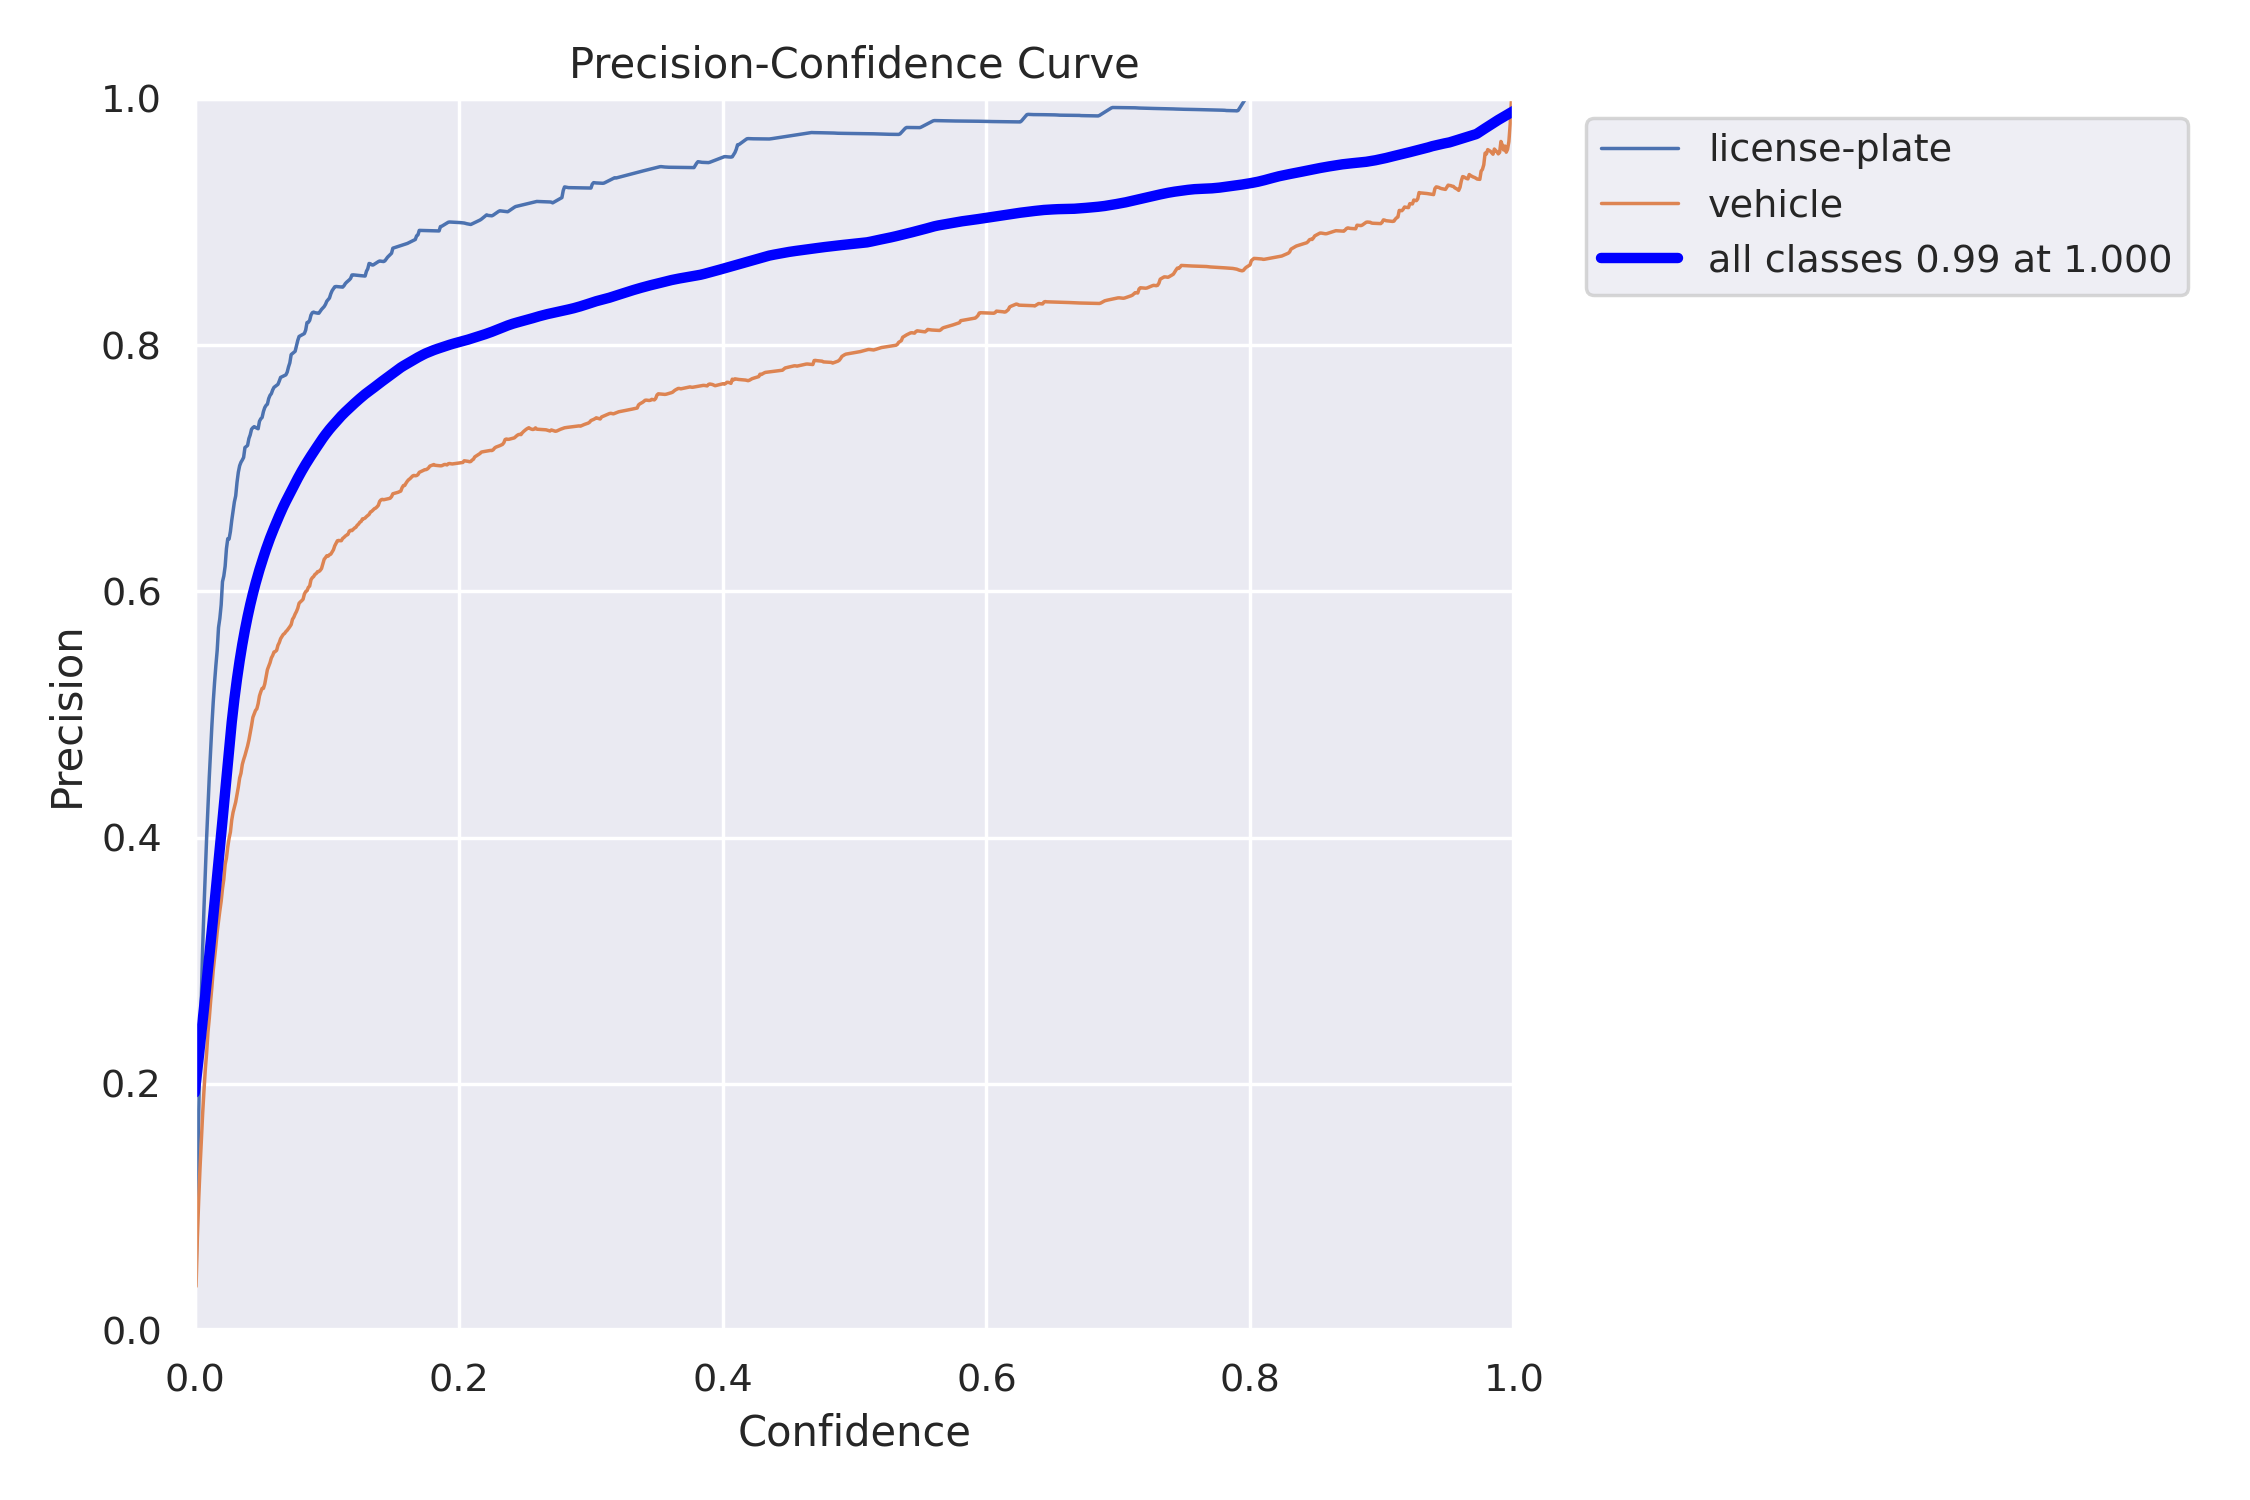 Precision-Confidence Curve
1.0
0.8
0.6
0.4
0.2
0.0
Precision
0.0 0.2 0.4 0.6 0.8 1.0
Confidence
license-plate
vehicle
all classes 0.99 at 1.000